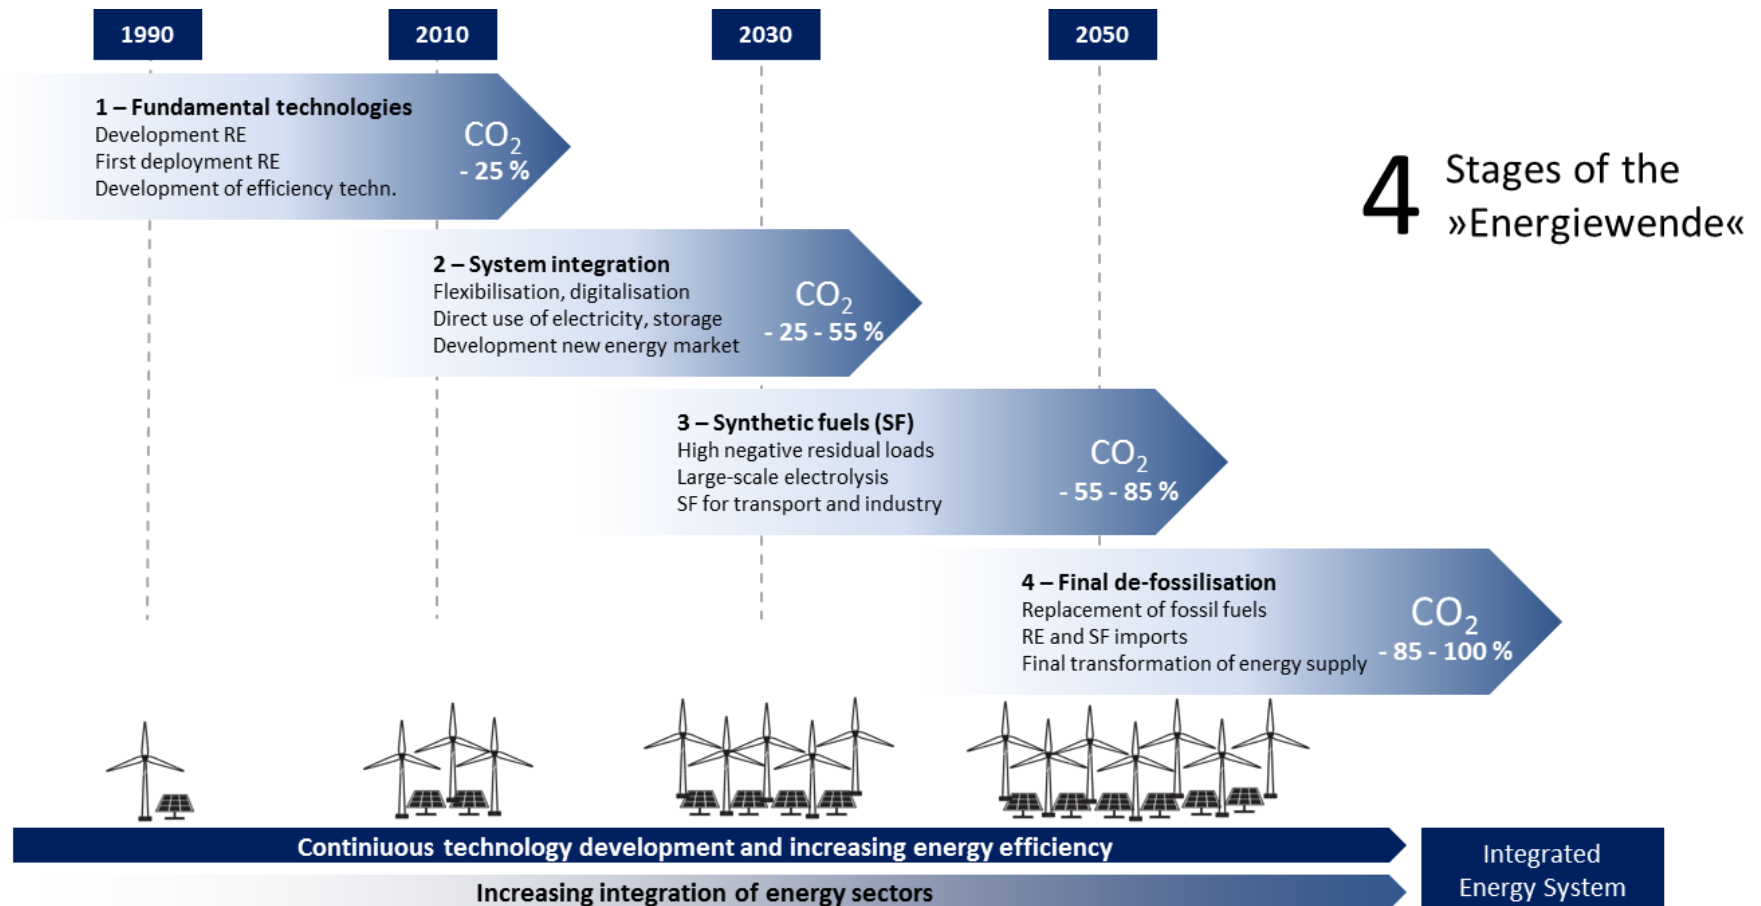 1990
2010
2030
2050
1 – Fundamental technologies
Development RE
First deployment RE
Development of efficiency techn.
CO₂
- 25 %
4
Stages of the
»Energiewende«
2 – System integration
Flexibilisation, digitalisation
Direct use of electricity, storage
Development new energy market
CO₂
- 25 - 55 %
3 – Synthetic fuels (SF)
High negative residual loads
Large-scale electrolysis
SF for transport and industry
CO₂
- 55 - 85 %
4 – Final de-fossilisation
Replacement of fossil fuels
RE and SF imports
Final transformation of energy supply
CO₂
- 85 - 100 %
Continiuous technology development and increasing energy efficiency
Increasing integration of energy sectors
Integrated
Energy System